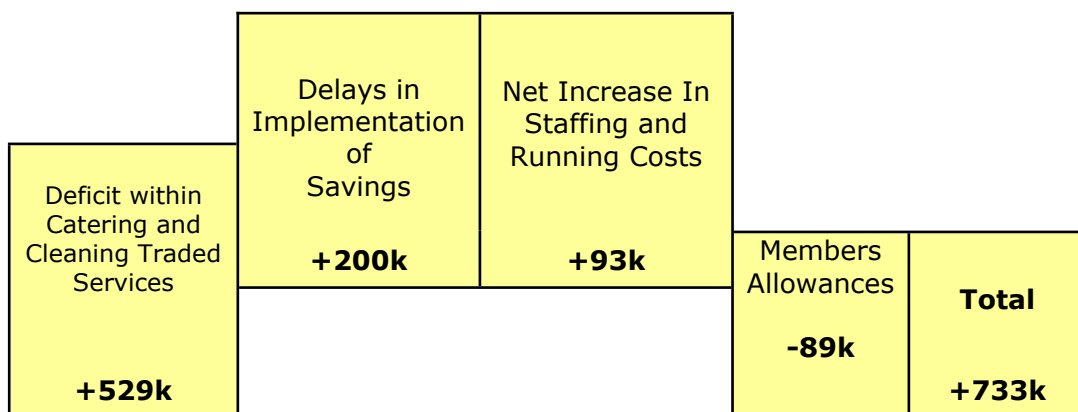 Deficit within
Catering and
Cleaning Traded
Services
+529k
Delays in
Implementation
of
Savings
+200k
Net Increase In
Staffing and
Running Costs
+93k
Members
Allowances
-89k
Total
+733k